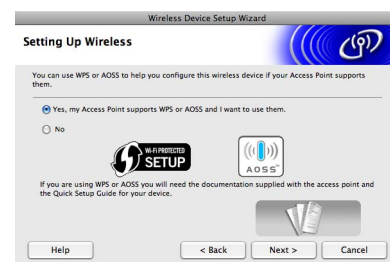 Wireless Device Setup Wizard
Setting Up Wireless
You can use WPS or AOSS to help you configure this wireless device if your Access Point supports
them.
Yes, my Access Point supports WPS or AOSS and I want to use them.
No
WI-FI PROTECTED
SETUP
AOSS™
If you are using WPS or AOSS you will need the documentation supplied with the access point and
the Quick Setup Guide for your device.
Help
< Back
Next >
Cancel